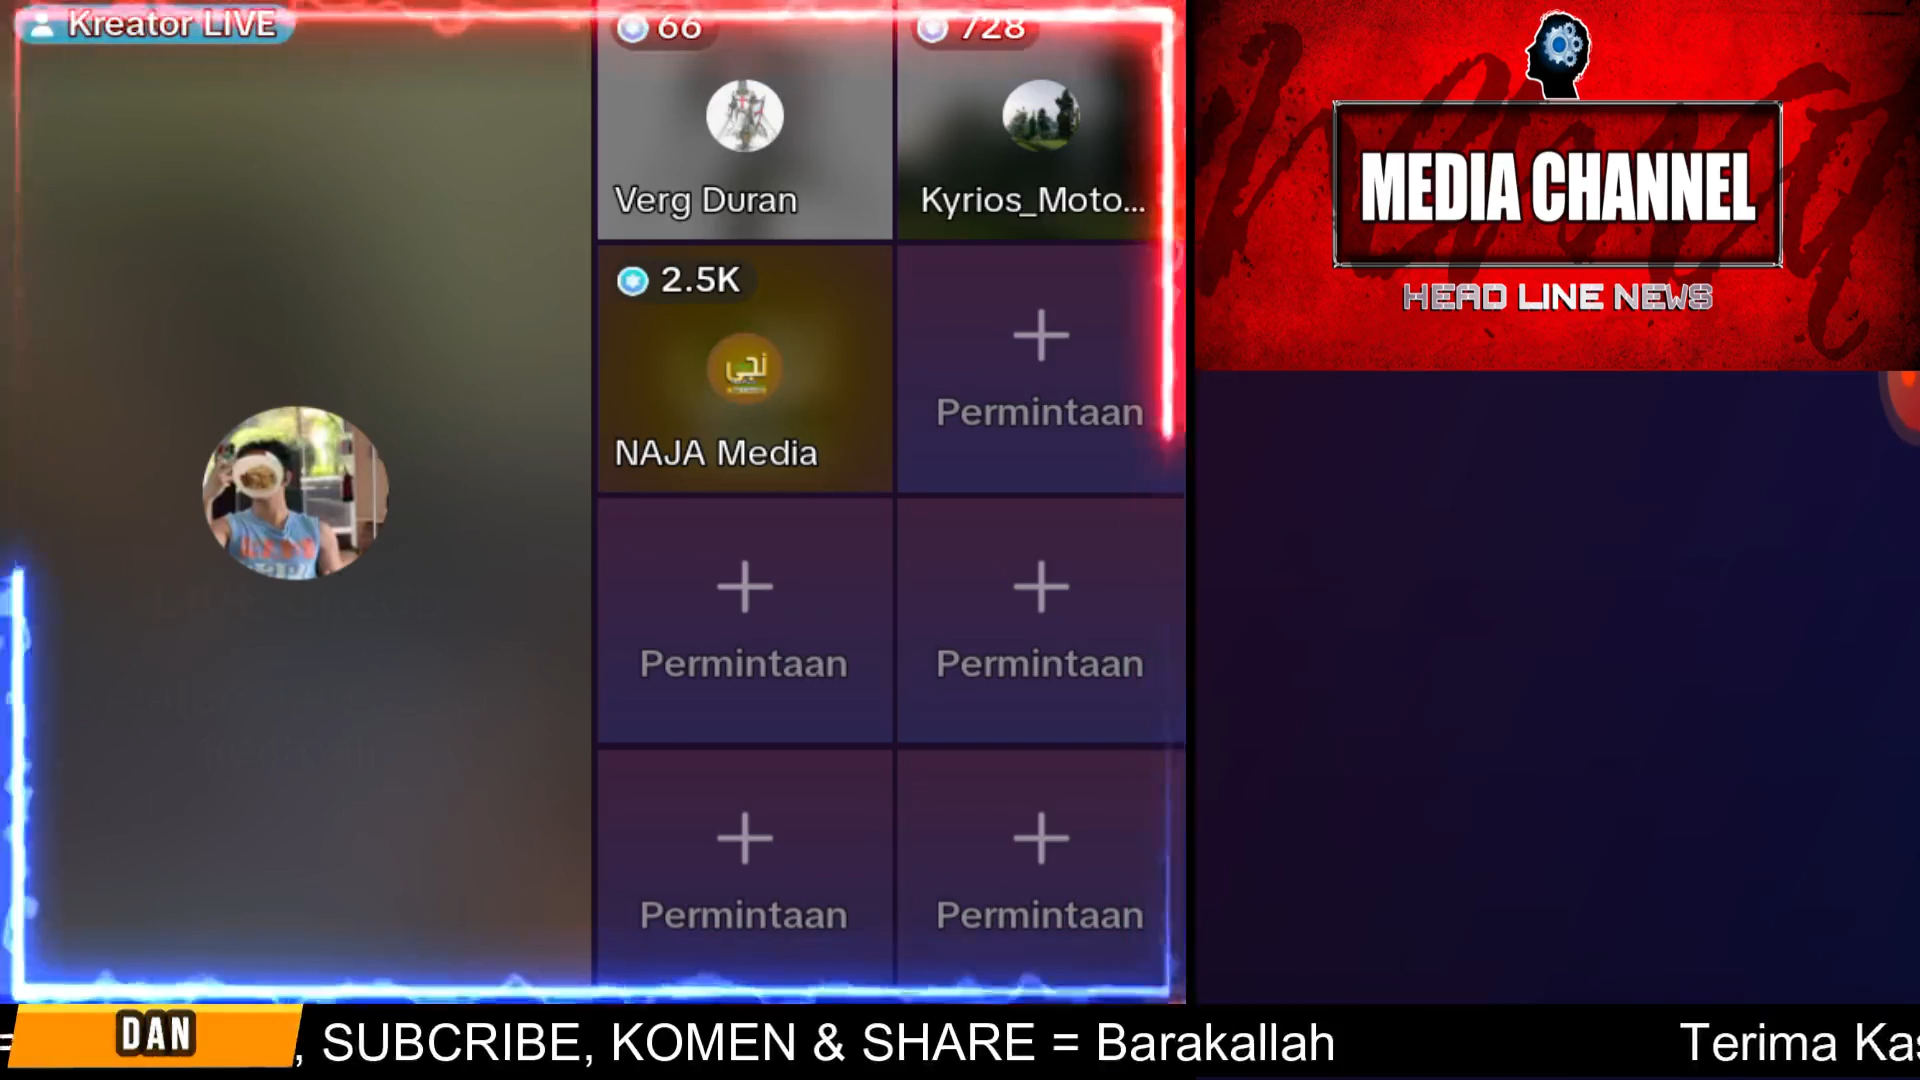 Kreator LIVE
66
728
Verg Duran
Kyrios_Moto...
2.5K
نجي
NAJA Media
Permintaan
Permintaan
Permintaan
Permintaan
Permintaan
MEDIA CHANNEL
HEAD LINE NEWS
DAN
, SUBCRIBE, KOMEN & SHARE = Barakallah
Terima Kas